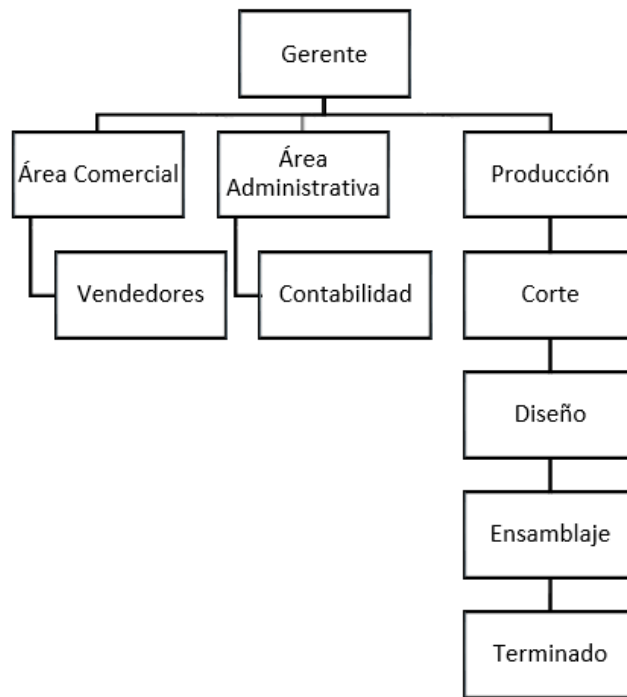 Gerente
Área Comercial
Área
Administrativa
Producción
Vendedores
Contabilidad
Corte
Diseño
Ensamblaje
Terminado